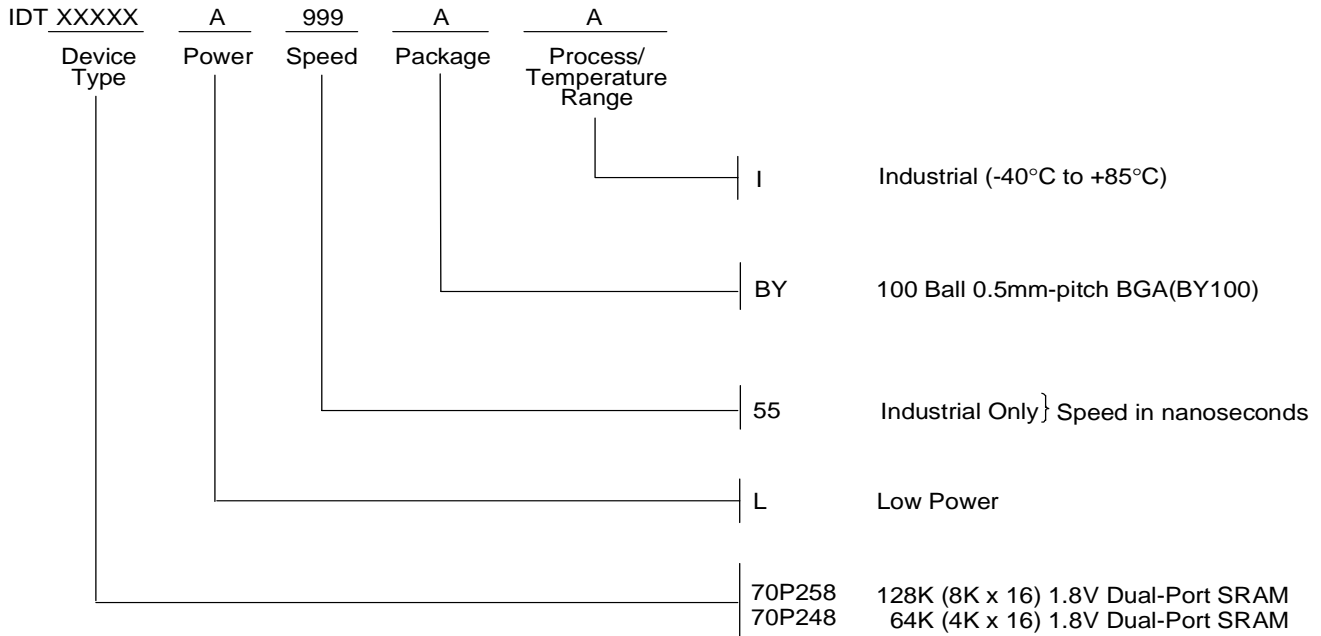 IDT XXXXX A 999 A A
Device Type Power Speed Package Process/ Temperature Range
I Industrial (-40°C to +85°C)
BY 100 Ball 0.5mm-pitch BGA(BY100)
55 Industrial Only } Speed in nanoseconds
L Low Power
70P258 128K (8K x 16) 1.8V Dual-Port SRAM
70P248 64K (4K x 16) 1.8V Dual-Port SRAM